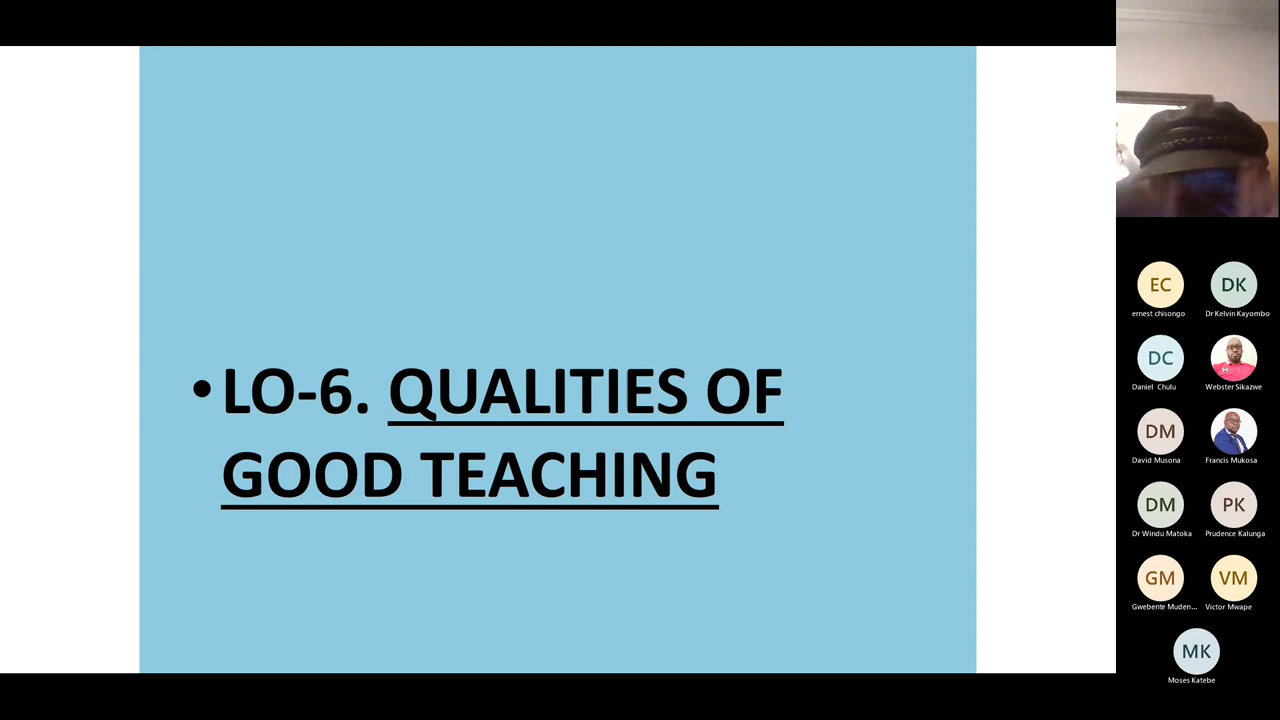 • LO-6. QUALITIES OF
GOOD TEACHING
EC
DK
ernest chisongo
Dr Kelvin Kayombo
DC
Daniel Chulu
Webster Sikazwe
DM
David Musona
Francis Mukosa
DM
PK
Dr Windu Matoka
Prudence Kalunga
GM
VM
Gwebente Muden...
Victor Mwape
MK
Moses Katebe